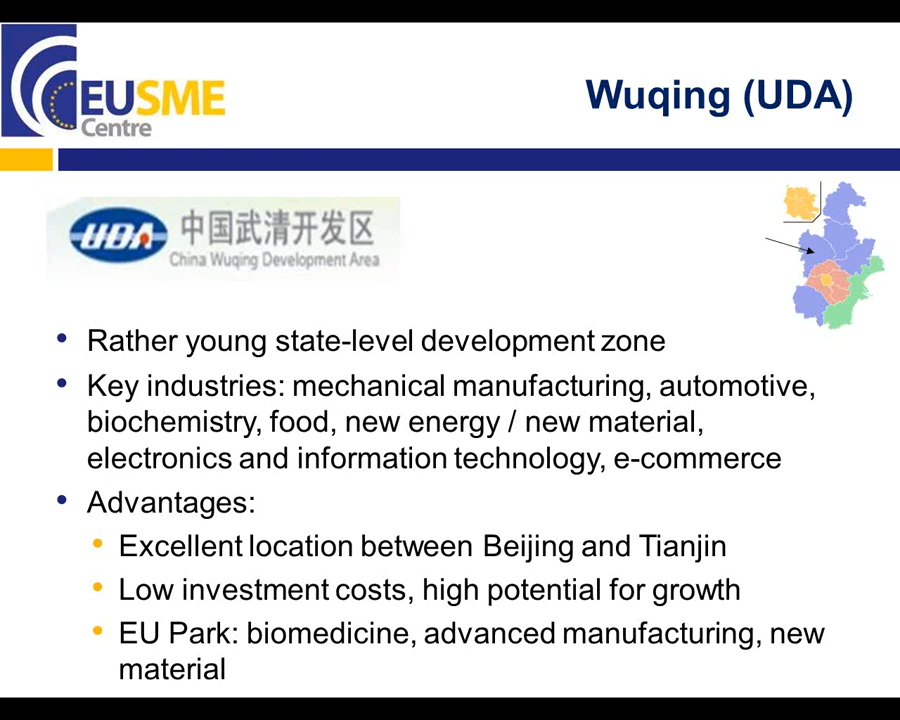 EUSME
Centre
Wuqing (UDA)
UDA
中国武清开发区
China Wuqing Development Area
• Rather young state-level development zone
• Key industries: mechanical manufacturing, automotive,
biochemistry, food, new energy / new material,
electronics and information technology, e-commerce
• Advantages:
• Excellent location between Beijing and Tianjin
• Low investment costs, high potential for growth
• EU Park: biomedicine, advanced manufacturing, new
material